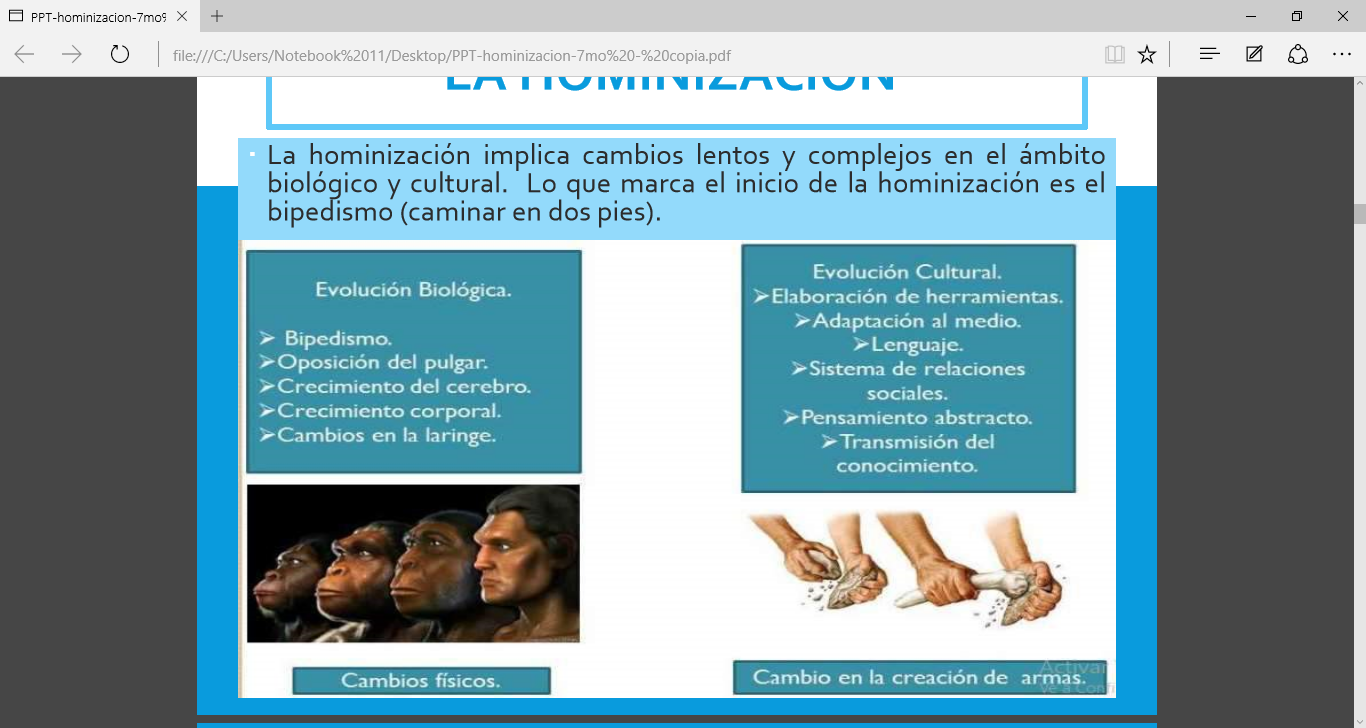 PPT-hominizacion-7mo%
file:///C:/Users/Notebook%2011/Desktop/PPT-hominizacion-7mo%20-%20copia.pdf
LA HOMINIZACIÓN
▪ La hominización implica cambios lentos y complejos en el ámbito
biológico y cultural. Lo que marca el inicio de la hominización es el
bipedismo (caminar en dos pies).
Evolución Biológica.
➢ Bipedismo.
➢Oposición del pulgar.
➢Crecimiento del cerebro.
➢Crecimiento corporal.
➢Cambios en la laringe.
Evolución Cultural.
➢Elaboración de herramientas.
➢Adaptación al medio.
➢Lenguaje.
➢Sistema de relaciones
sociales.
➢Pensamiento abstracto.
➢Transmisión del
conocimiento.
Cambios físicos.
Cambio en la creación de armas.
Activar
Ve a Confi